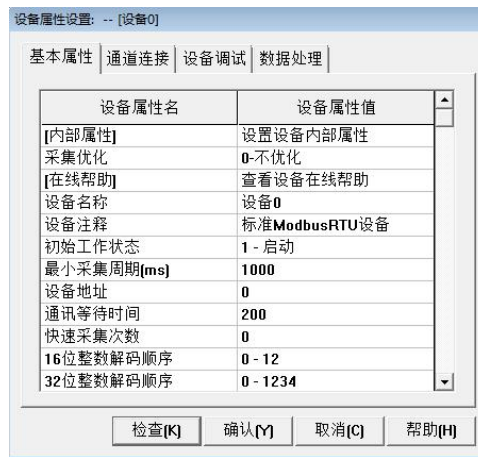 设备属性设置: -- [设备0]
基本属性 通道连接 设备调试 数据处理
设备属性名 设备属性值
[内部属性] 设置设备内部属性
采集优化 0-不优化
[在线帮助] 查看设备在线帮助
设备名称 设备0
设备注释 标准ModbusRTU设备
初始工作状态 1 - 启动
最小采集周期[ms] 1000
设备地址 0
通讯等待时间 200
快速采集次数 0
16位整数解码顺序 0 - 12
32位整数解码顺序 0 - 1234
检查[K] 确认[Y] 取消[C] 帮助[H]